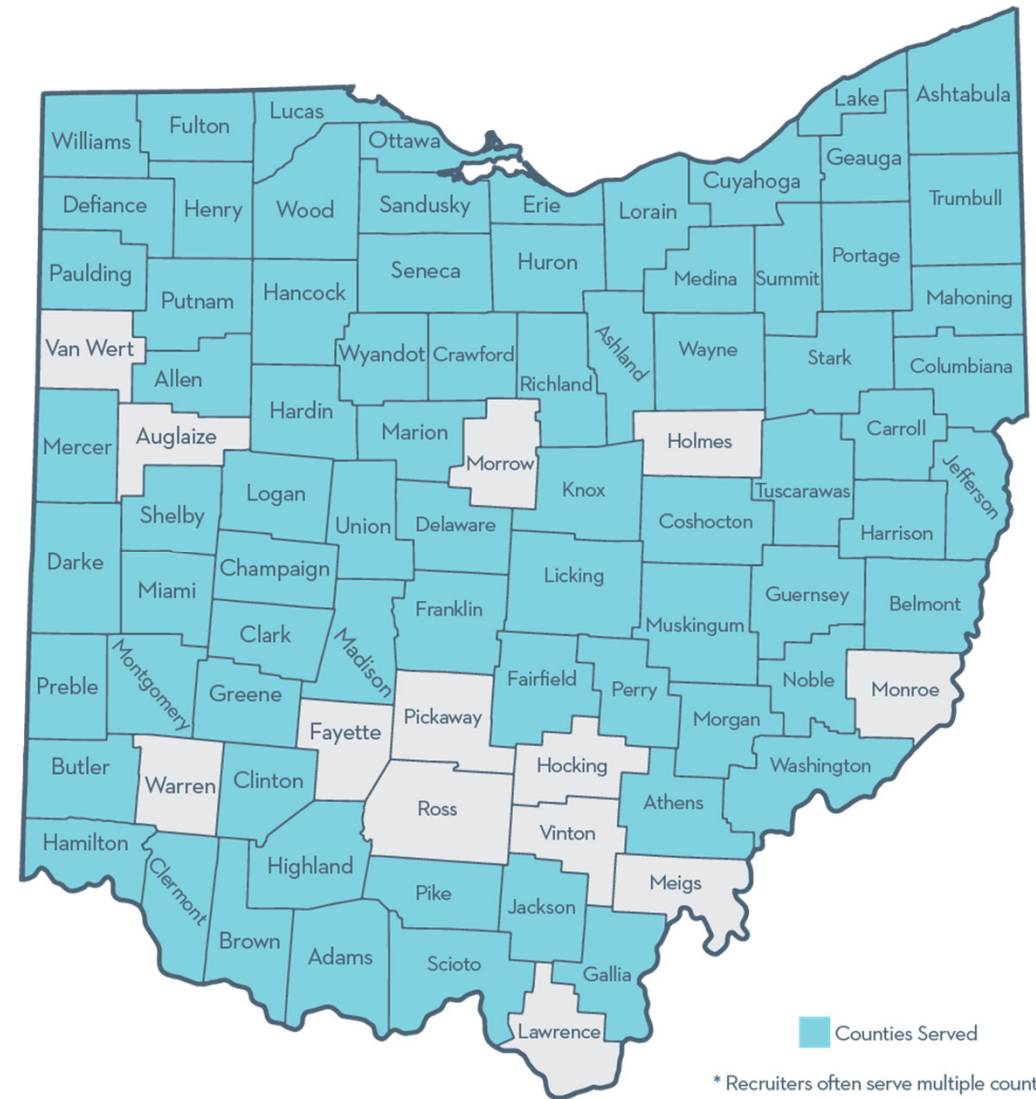 Lake
Ashtabula
Lucas
Fulton
Williams
Ottawa
Geauga
Cuyahoga
Trumbull
Defiance
Henry
Wood
Sandusky
Erie
Lorain
Portage
Paulding
Putnam
Hancock
Seneca
Huron
Medina
Summit
Mahoning
Van Wert
Allen
Wyandot
Crawford
Richland
Ashland
Wayne
Stark
Columbiana
Mercer
Auglaize
Hardin
Marion
Morrow
Holmes
Carroll
Jefferson
Logan
Union
Knox
Tuscarawas
Shelby
Delaware
Coshocton
Harrison
Darke
Miami
Champaign
Licking
Guernsey
Belmont
Franklin
Muskingum
Clark
Madison
Preble
Montgomery
Greene
Fairfield
Perry
Noble
Monroe
Pickaway
Morgan
Fayette
Butler
Warren
Clinton
Hocking
Washington
Ross
Athens
Vinton
Hamilton
Clermont
Highland
Meigs
Pike
Jackson
Brown
Adams
Scioto
Gallia
Lawrence
Counties Served
* Recruiters often serve multiple count